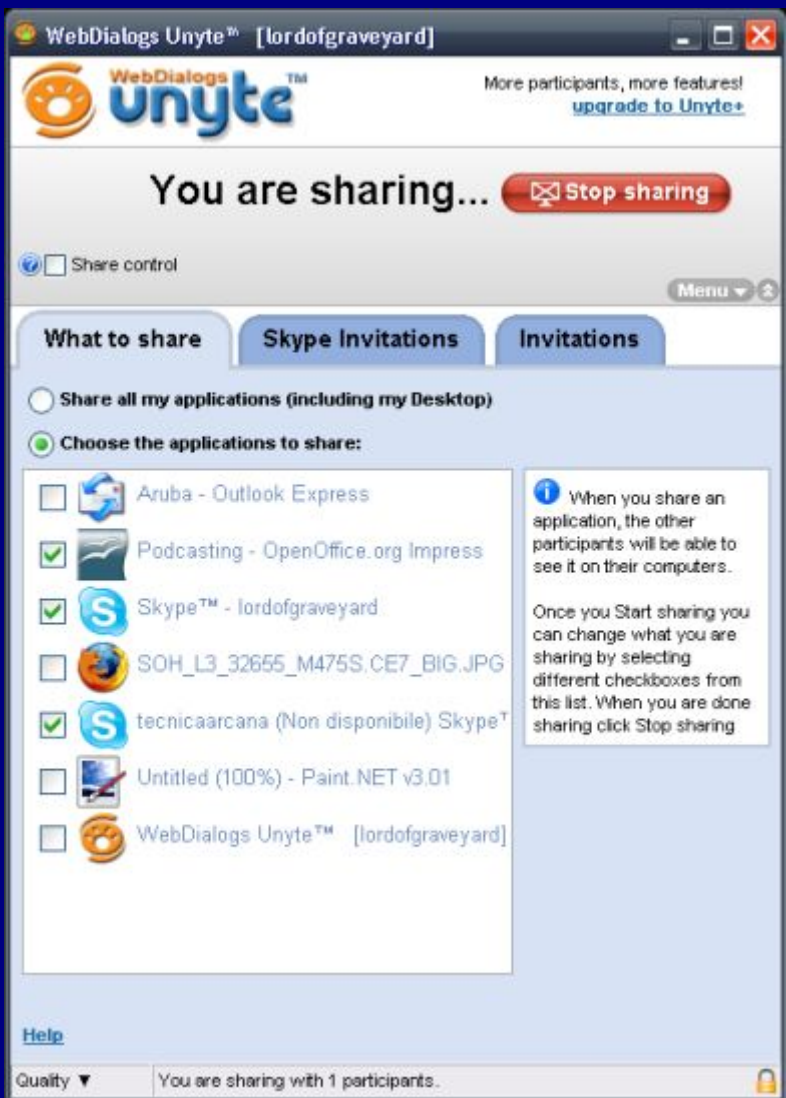 WebDialogs Unyte™ [lordofgraveyard]
WebDialogs
unyte™
More participants, more features!
upgrade to Unyte+
You are sharing...
Stop sharing
Share control
Menu
What to share
Skype Invitations
Invitations
Share all my applications (including my Desktop)
Choose the applications to share:
Aruba - Outlook Express
Podcasting - OpenOffice.org Impress
Skype™ - lordofgraveyard
SOH_L3_32655_M475S.CE7_BIG.JPG
tecnicaarcana (Non disponibile) Skype™
Untitled (100%) - Paint.NET v3.01
WebDialogs Unyte™ [lordofgraveyard]
When you share an
application, the other
participants will be able to
see it on their computers.
Once you Start sharing you
can change what you are
sharing by selecting
different checkboxes from
this list. When you are done
sharing click Stop sharing
Help
Quality ▼
You are sharing with 1 participants.